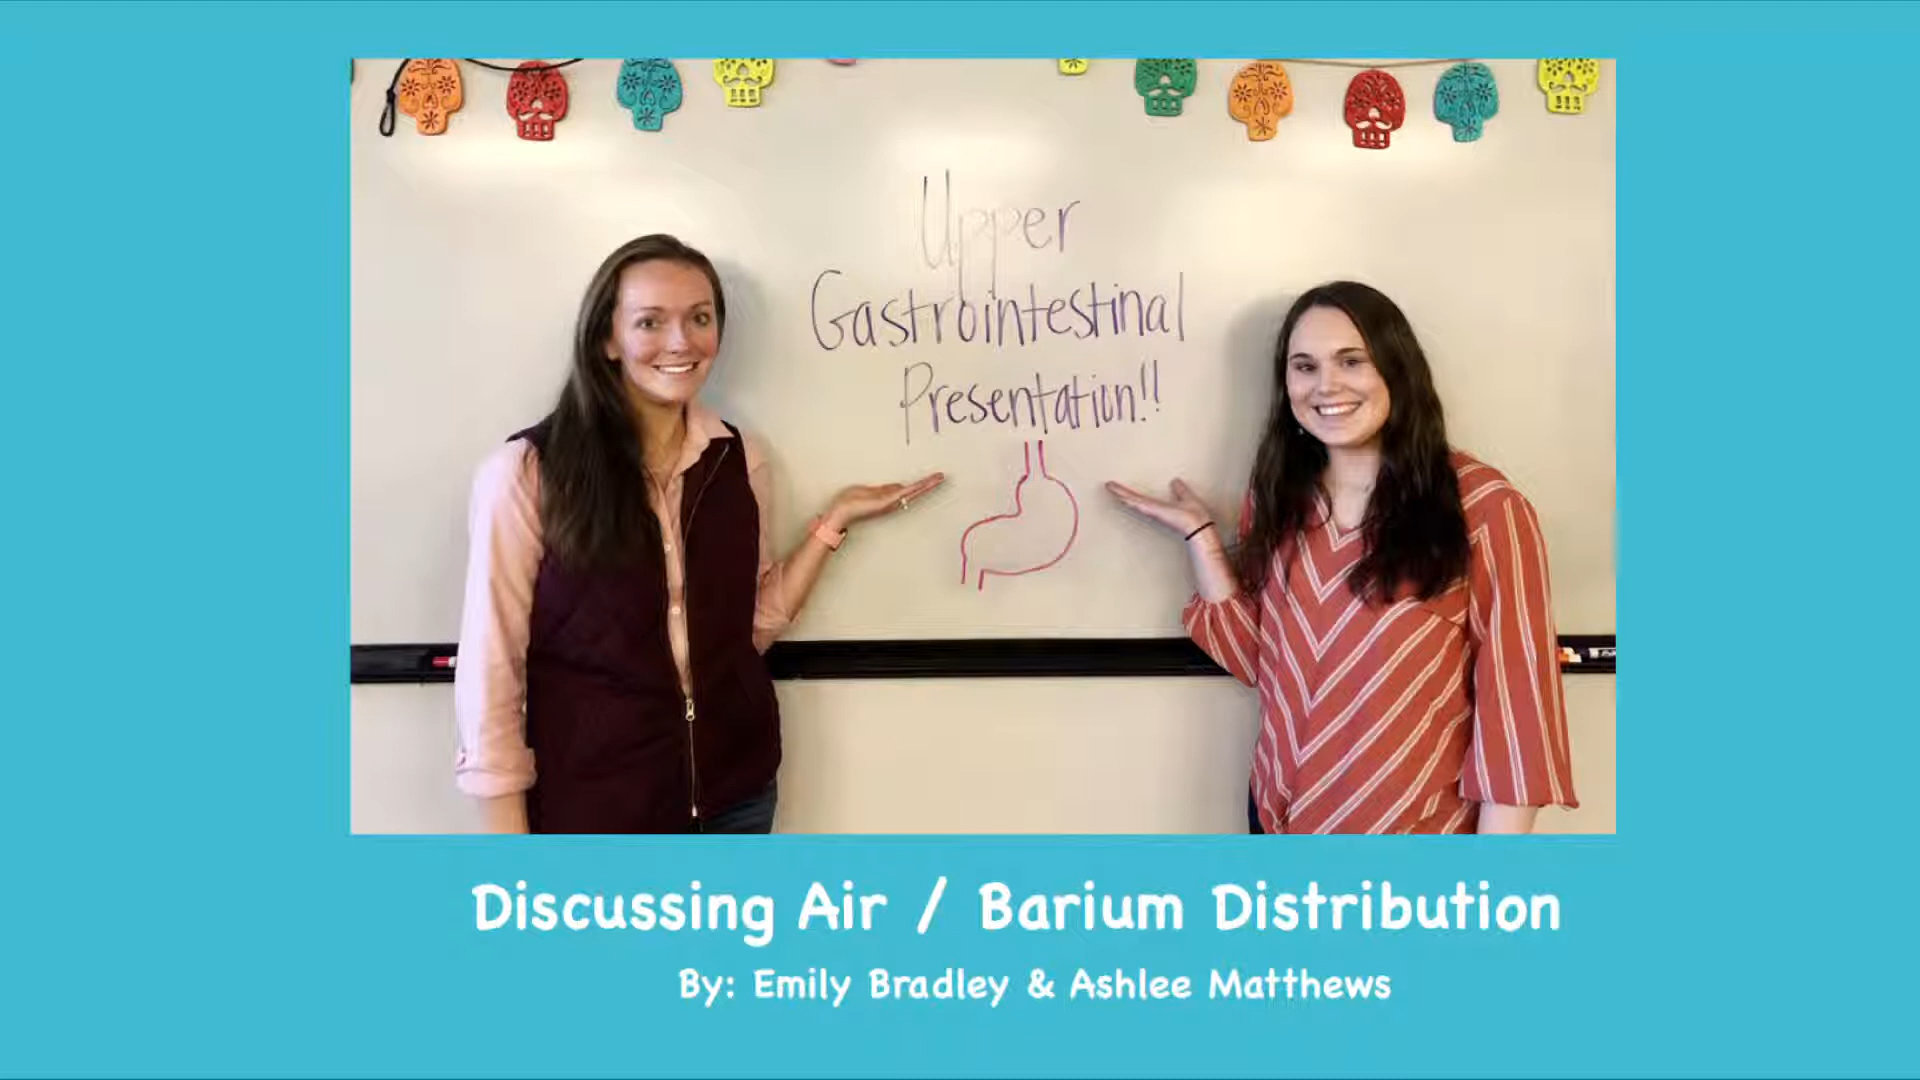 Upper
Gastrointestinal
Presentation!!
Discussing Air / Barium Distribution
By: Emily Bradley & Ashlee Matthews